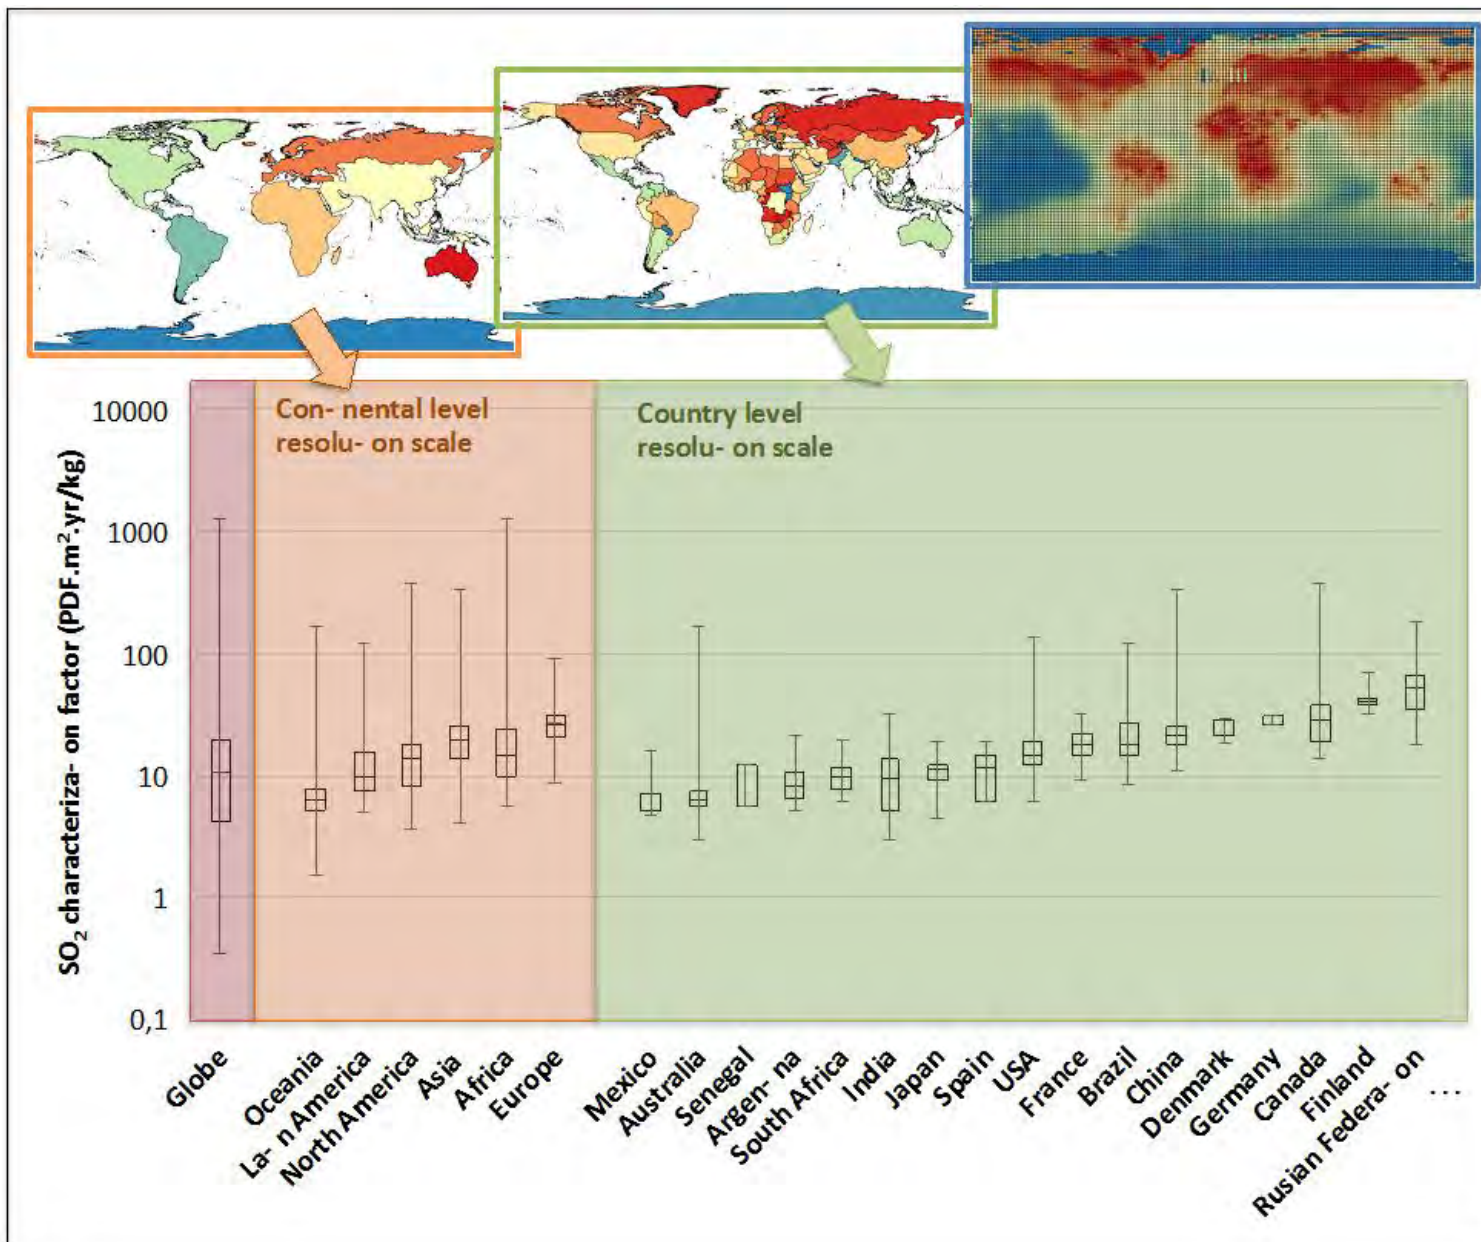 Con- nental level
resolu- on scale
Country level
resolu- on scale
SO₂ characteriza- on factor (PDF.m².yr/kg)
10000
1000
100
10
1
0,1
Globe
Oceania
La- n America
North America
Asia
Africa
Europe
Mexico
Australia
Senegal
Argen- na
South Africa
India
Japan
Spain
USA
France
Brazil
China
Denmark
Germany
Canada
Finland
Rusian Federa- on
...